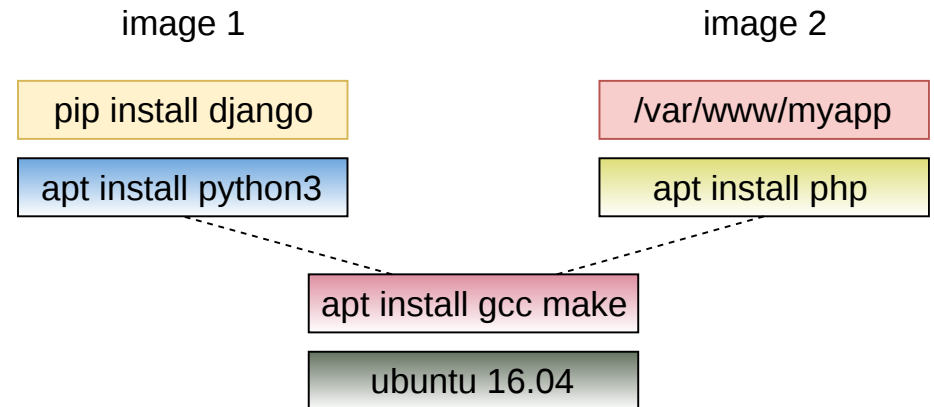 image 1
image 2
pip install django
/var/www/myapp
apt install python3
apt install php
apt install gcc make
ubuntu 16.04